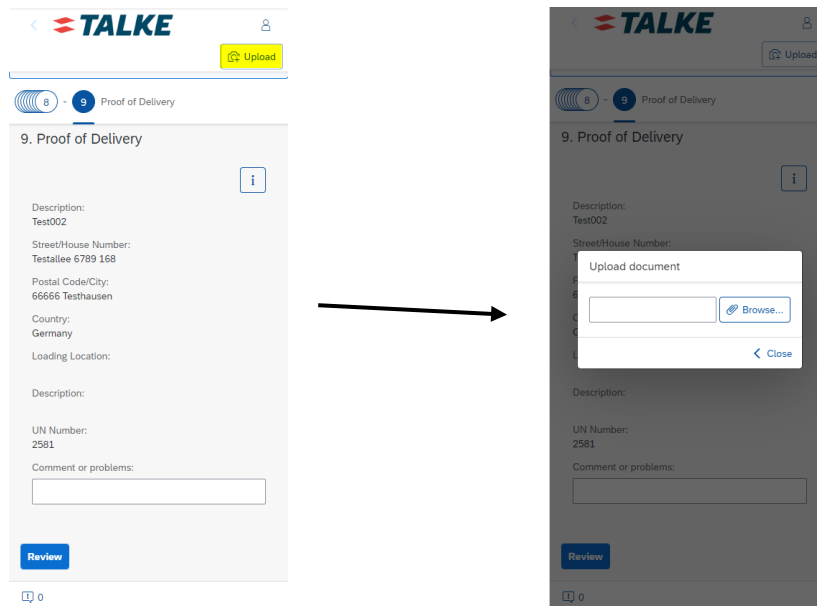 TALKE
Upload
8 - 9 Proof of Delivery
9. Proof of Delivery
i
Description:
Test002
Street/House Number:
Testallee 6789 168
Postal Code/City:
66666 Testhausen
Country:
Germany
Loading Location:
Description:
UN Number:
2581
Comment or problems:
Review
0
TALKE
Upload
8 - 9 Proof of Delivery
9. Proof of Delivery
i
Description:
Test002
Street/House Number:
Upload document
Browse...
Close
Description:
UN Number:
2581
Comment or problems:
Review
0